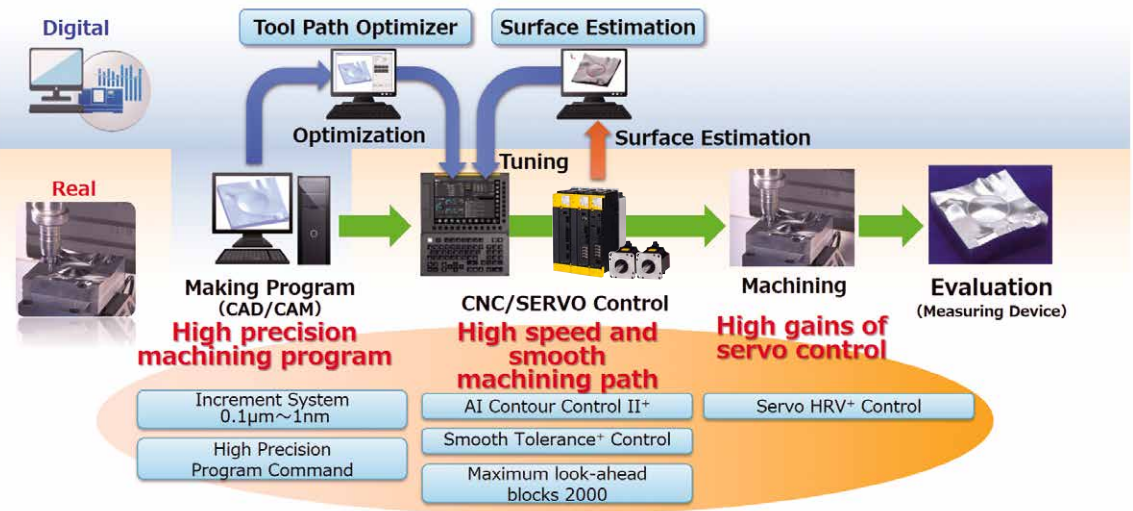 Digital
Tool Path Optimizer
Surface Estimation
Optimization
Surface Estimation
Tuning
Real
Making Program
(CAD/CAM)
CNC/SERVO Control
Machining
Evaluation
(Measuring Device)
High precision
machining program
High speed and
smooth
machining path
High gains of
servo control
Increment System
0.1μm～1nm
High Precision
Program Command
AI Contour Control II⁺
Smooth Tolerance⁺ Control
Maximum look-ahead
blocks 2000
Servo HRV⁺ Control